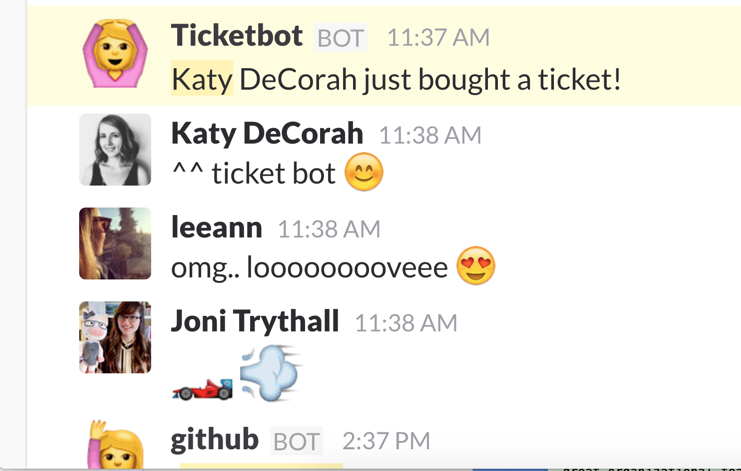 Ticketbot BOT 11:37 AM
Katy DeCorah just bought a ticket!
Katy DeCorah 11:38 AM
^^ ticket bot 😊
leeann 11:38 AM
omg.. looooooooveee 😍
Joni Trythall 11:38 AM
🏎💨
github BOT 2:37 PM